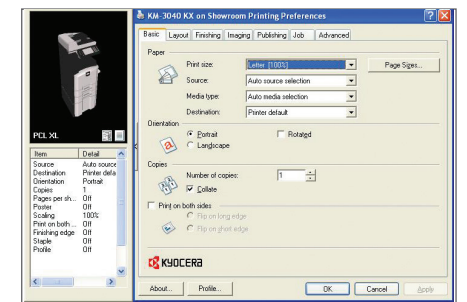 KM-3040 KX on Showroom Printing Preferences
Basic Layout Finishing Imaging Publishing Job Advanced
Paper
Print size: Letter [100%] Page Sizes...
Source: Auto source selection
Media type: Auto media selection
Destination: Printer default
Orientation
Portrait Rotated
Landscape
Copies
Number of copies: 1
Collate
Print on both sides
Flip on long edge
Flip on short edge
KYOCERA
About... Profile... OK Cancel Apply
PCL XL
Item Detail
Source Auto source
Destination Printer defa
Orientation Portrait
Copies 1
Pages per sh... Off
Poster Off
Scaling 100%
Print on both ... Off
Finishing edge Off
Staple Off
Profile Off